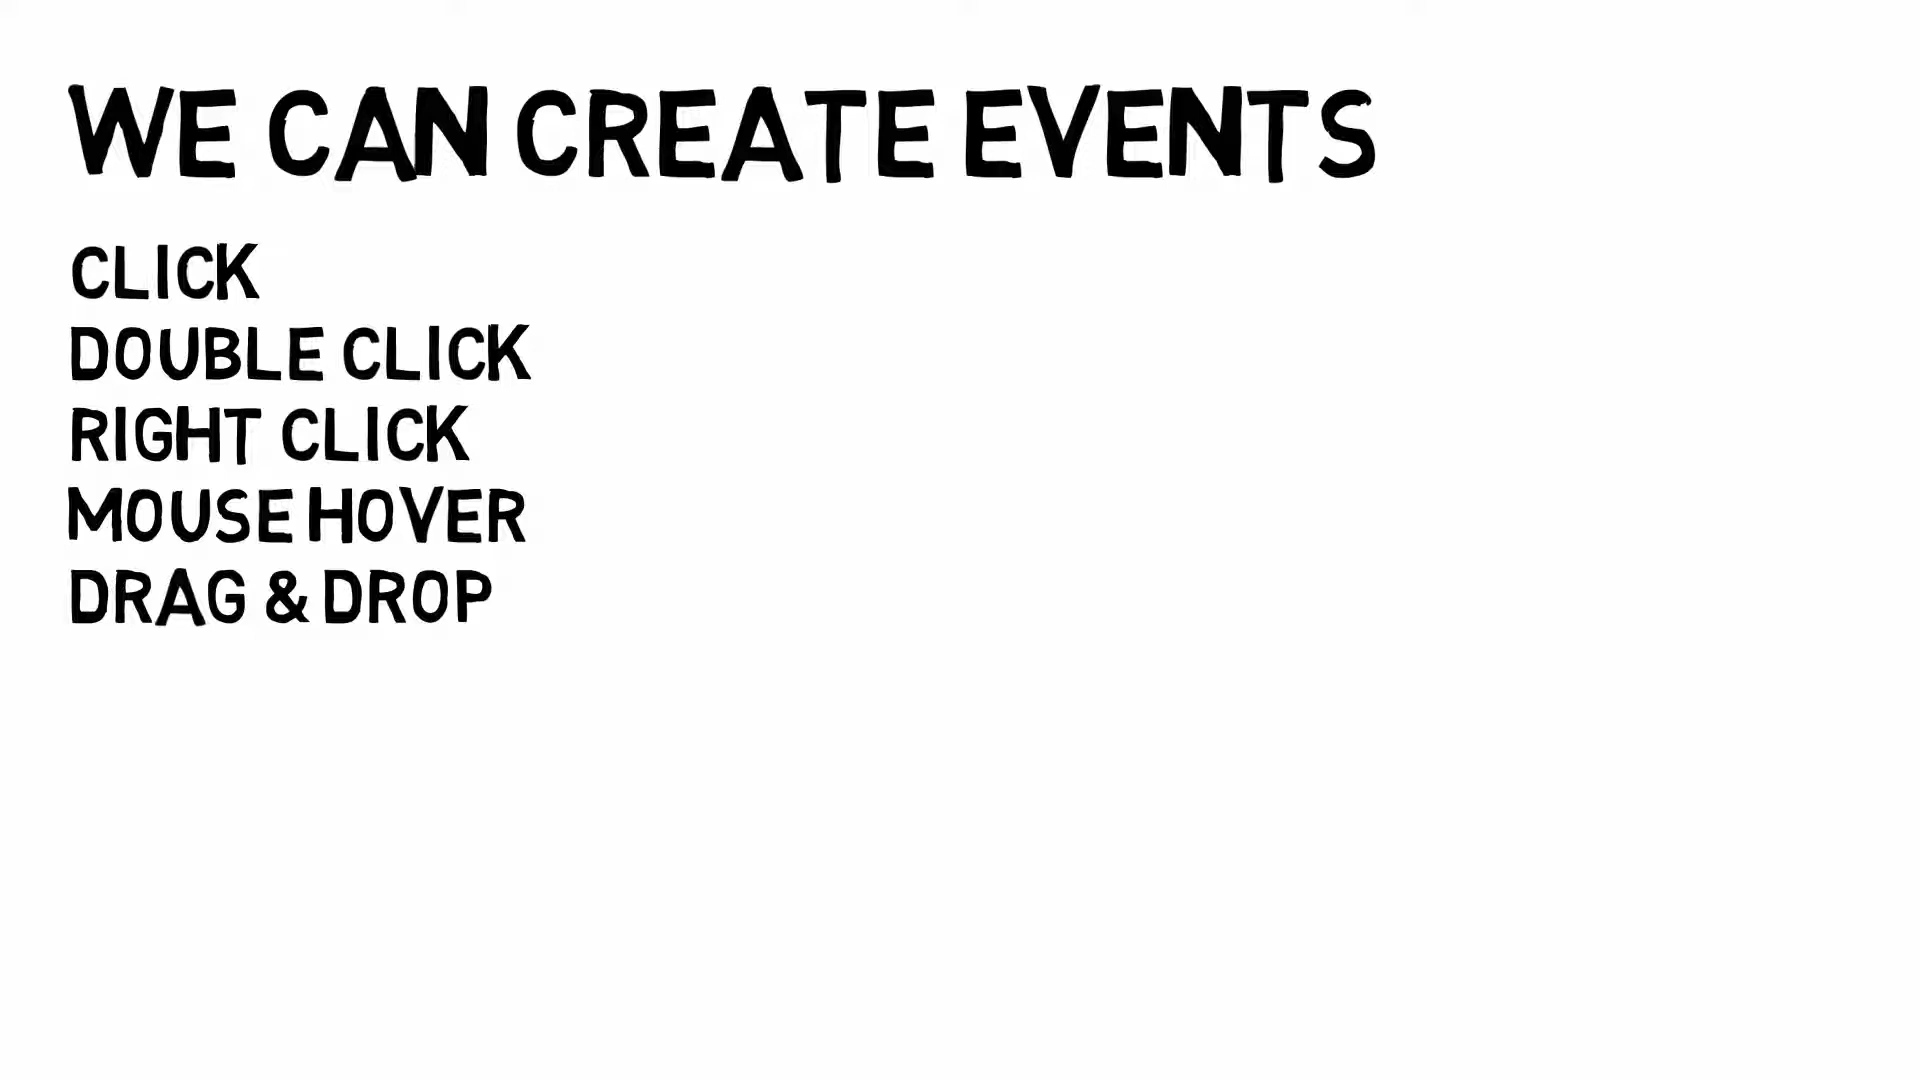 WE CAN CREATE EVENTS
CLICK
DOUBLE CLICK
RIGHT CLICK
MOUSE HOVER
DRAG & DROP